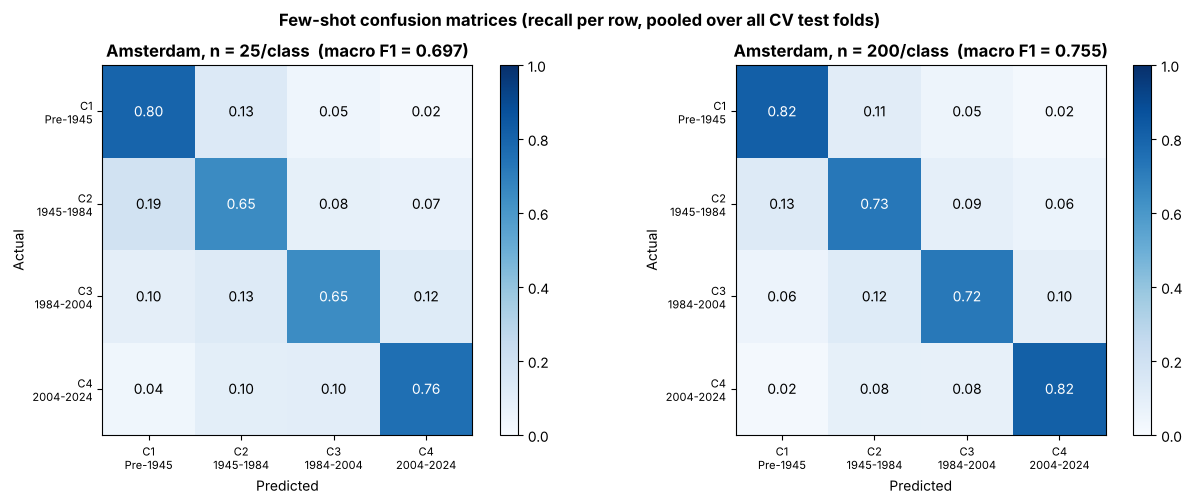 Few-shot confusion matrices (recall per row, pooled over all CV test folds)
Amsterdam, n = 25/class  (macro F1 = 0.697)
C1
Pre-1945
0.80 0.13 0.05 0.02
C2
1945-1984
0.19 0.65 0.08 0.07
C3
1984-2004
0.10 0.13 0.65 0.12
C4
2004-2024
0.04 0.10 0.10 0.76
Actual
C1 C2 C3 C4
Pre-1945 1945-1984 1984-2004 2004-2024
Predicted
1.0
0.8
0.6
0.4
0.2
0.0
Amsterdam, n = 200/class  (macro F1 = 0.755)
C1
Pre-1945
0.82 0.11 0.05 0.02
C2
1945-1984
0.13 0.73 0.09 0.06
C3
1984-2004
0.06 0.12 0.72 0.10
C4
2004-2024
0.02 0.08 0.08 0.82
Actual
C1 C2 C3 C4
Pre-1945 1945-1984 1984-2004 2004-2024
Predicted
1.0
0.8
0.6
0.4
0.2
0.0